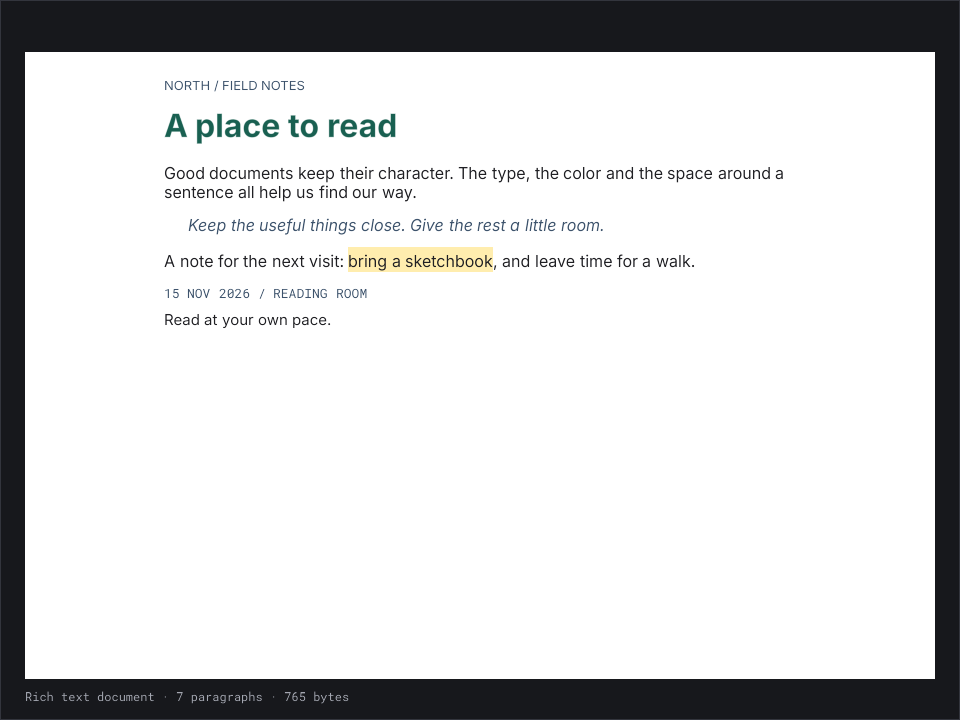 NORTH / FIELD NOTES
A place to read
Good documents keep their character. The type, the color and the space around a
sentence all help us find our way.
Keep the useful things close. Give the rest a little room.
A note for the next visit: bring a sketchbook, and leave time for a walk.
15 NOV 2026 / READING ROOM
Read at your own pace.
Rich text document · 7 paragraphs · 765 bytes